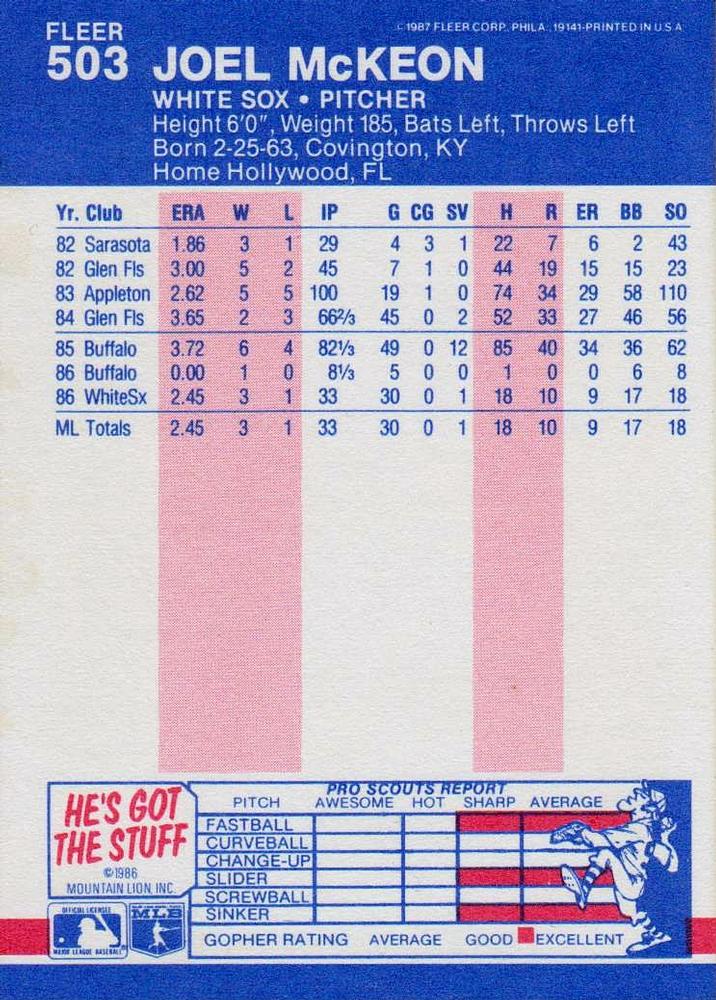 FLEER
© 1987 FLEER CORP. PHILA. 19141-PRINTED IN U.S.A.
503 JOEL McKEON
WHITE SOX • PITCHER
Height 6'0", Weight 185, Bats Left, Throws Left
Born 2-25-63, Covington, KY
Home Hollywood, FL
Yr. Club ERA W L IP G CG SV H R ER BB SO
82 Sarasota 1.86 3 1 29 4 3 1 22 7 6 2 43
82 Glen Fls 3.00 5 2 45 7 1 0 44 19 15 15 23
83 Appleton 2.62 5 5 100 19 1 0 74 34 29 58 110
84 Glen Fls 3.65 2 3 66⅔ 45 0 2 52 33 27 46 56
85 Buffalo 3.72 6 4 82⅓ 49 0 12 85 40 34 36 62
86 Buffalo 0.00 1 0 8⅓ 5 0 0 1 0 0 6 8
86 WhiteSx 2.45 3 1 33 30 0 1 18 10 9 17 18
ML Totals 2.45 3 1 33 30 0 1 18 10 9 17 18
HE'S GOT
THE STUFF
©1986
MOUNTAIN LION, INC.
OFFICIAL LICENSEE
MAJOR LEAGUE BASEBALL
MLB
PRO SCOUTS REPORT
PITCH AWESOME HOT SHARP AVERAGE
FASTBALL
CURVEBALL
CHANGE-UP
SLIDER
SCREWBALL
SINKER
GOPHER RATING AVERAGE GOOD EXCELLENT